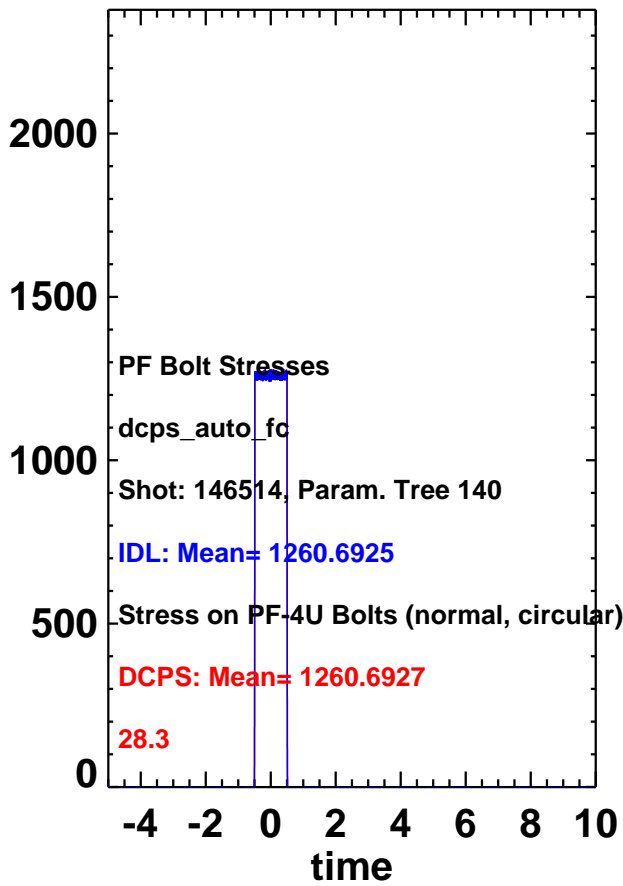 2000
1500
PF Bolt Stresses
dcps_auto_fc
1000
Shot: 146514, Param. Tree 140
IDL: Mean= 1260.6925
500
Stress on PF-4U Bolts (normal, circular)
DCPS: Mean= 1260.6927
28.3
0
-4 -2 0 2 4 6 8 10
time